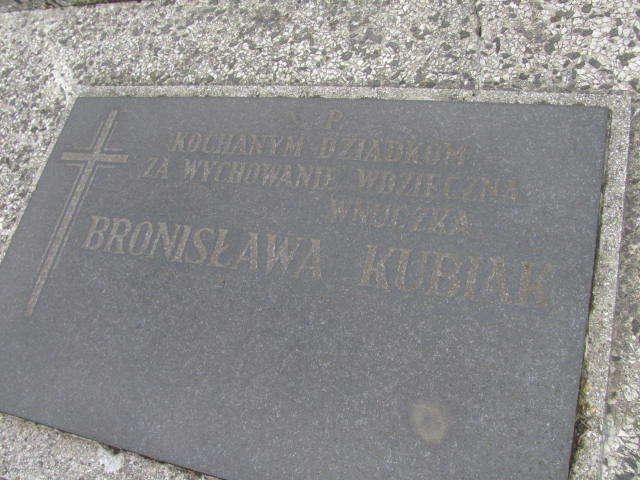 Ś. P.
KOCHANYM DZIADKOM
ZA WYCHOWANIE WDZIĘCZNA
WNUCZKA
BRONISŁAWA KUBIAK